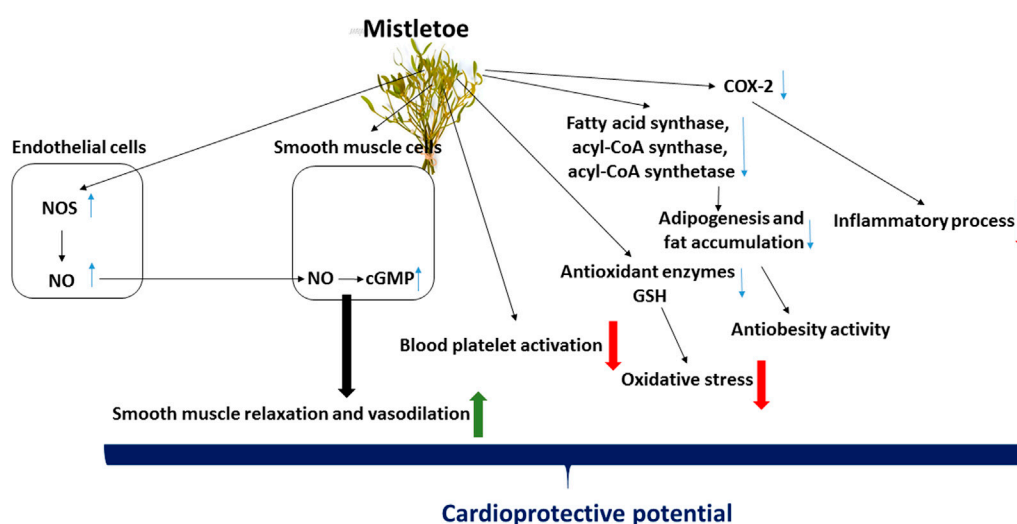 Mistletoe
COX-2
Fatty acid synthase,
acyl-CoA synthase,
acyl-CoA synthetase
Endothelial cells
Smooth muscle cells
NOS
Adipogenesis and
fat accumulation
Inflammatory process
NO
NO
cGMP
Antioxidant enzymes
GSH
Antiobesity activity
Blood platelet activation
Oxidative stress
Smooth muscle relaxation and vasodilation
Cardioprotective potential